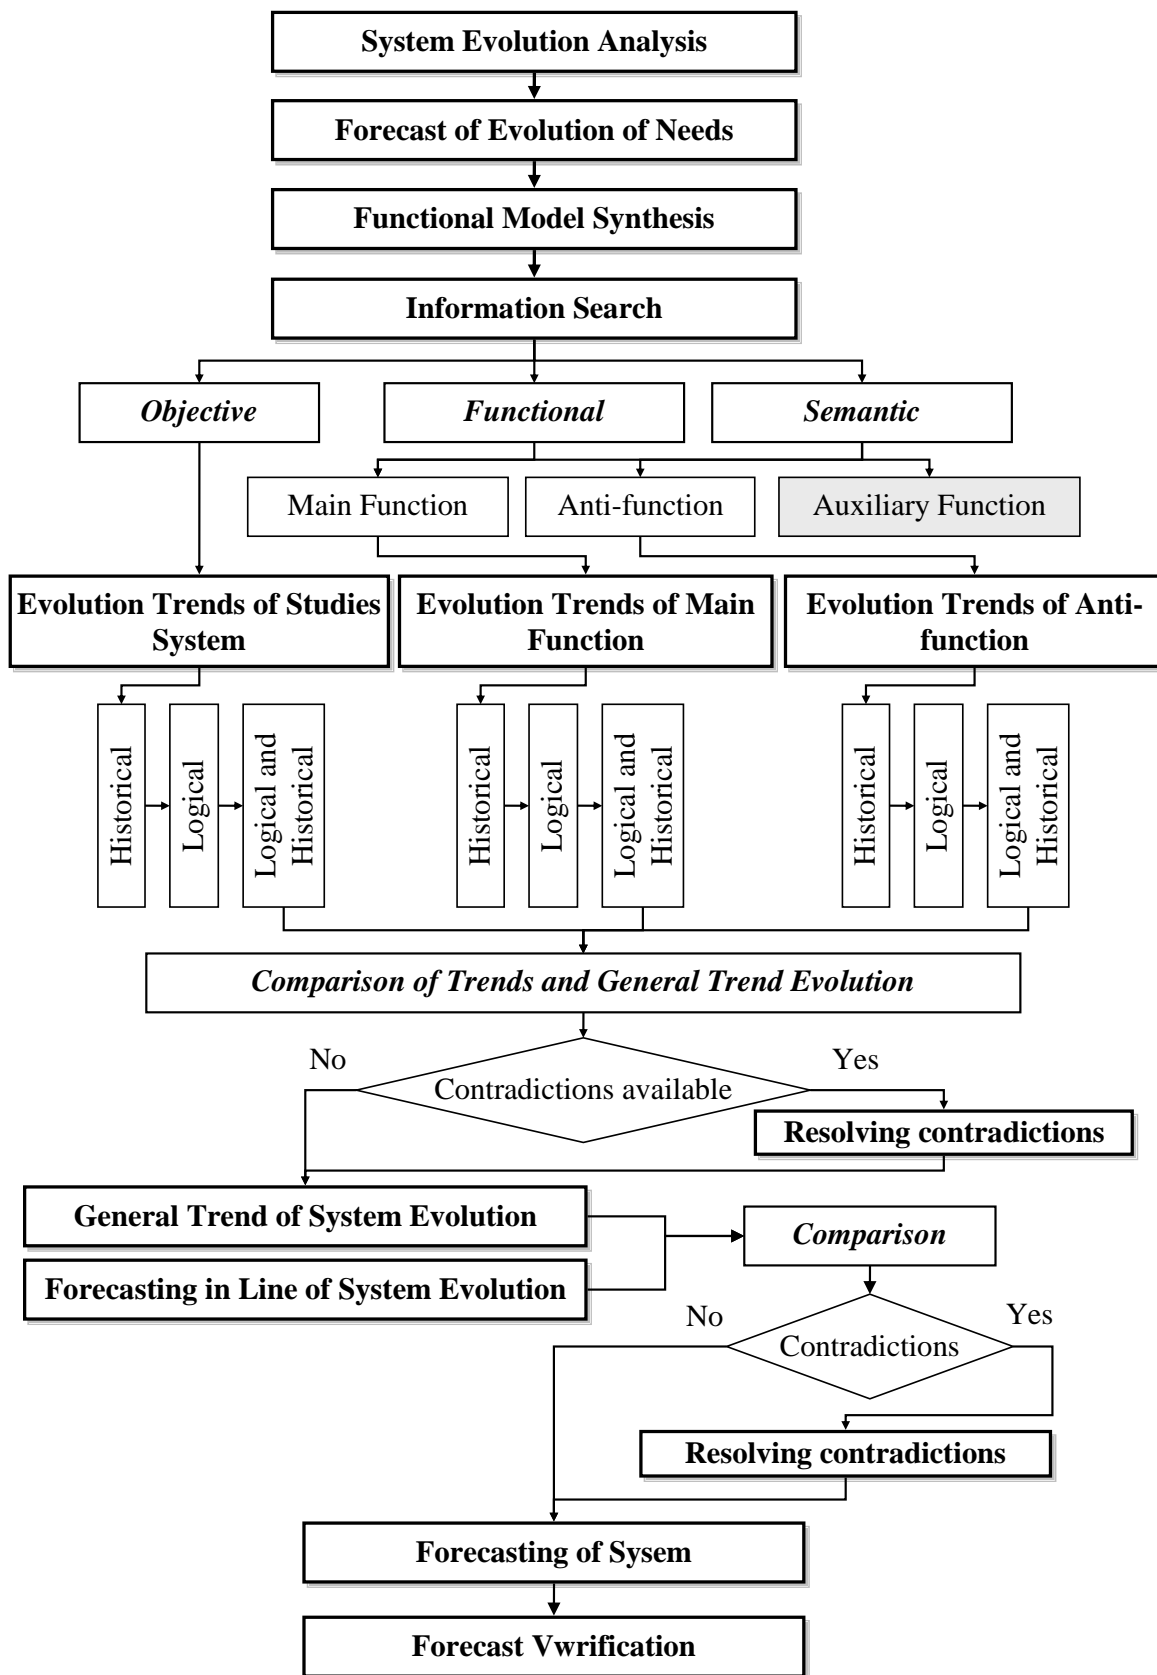 System Evolution Analysis
Forecast of Evolution of Needs
Functional Model Synthesis
Information Search
Objective
Functional
Semantic
Main Function
Anti-function
Auxiliary Function
Evolution Trends of Studies
System
Evolution Trends of Main
Function
Evolution Trends of Anti-
function
Historical
Logical
Logical and
Historical
Historical
Logical
Logical and
Historical
Historical
Logical
Logical and
Historical
Comparison of Trends and General Trend Evolution
No
Yes
Contradictions available
Resolving contradictions
General Trend of System Evolution
Comparison
Forecasting in Line of System Evolution
No
Yes
Contradictions
Resolving contradictions
Forecasting of Sysem
Forecast Vwrification